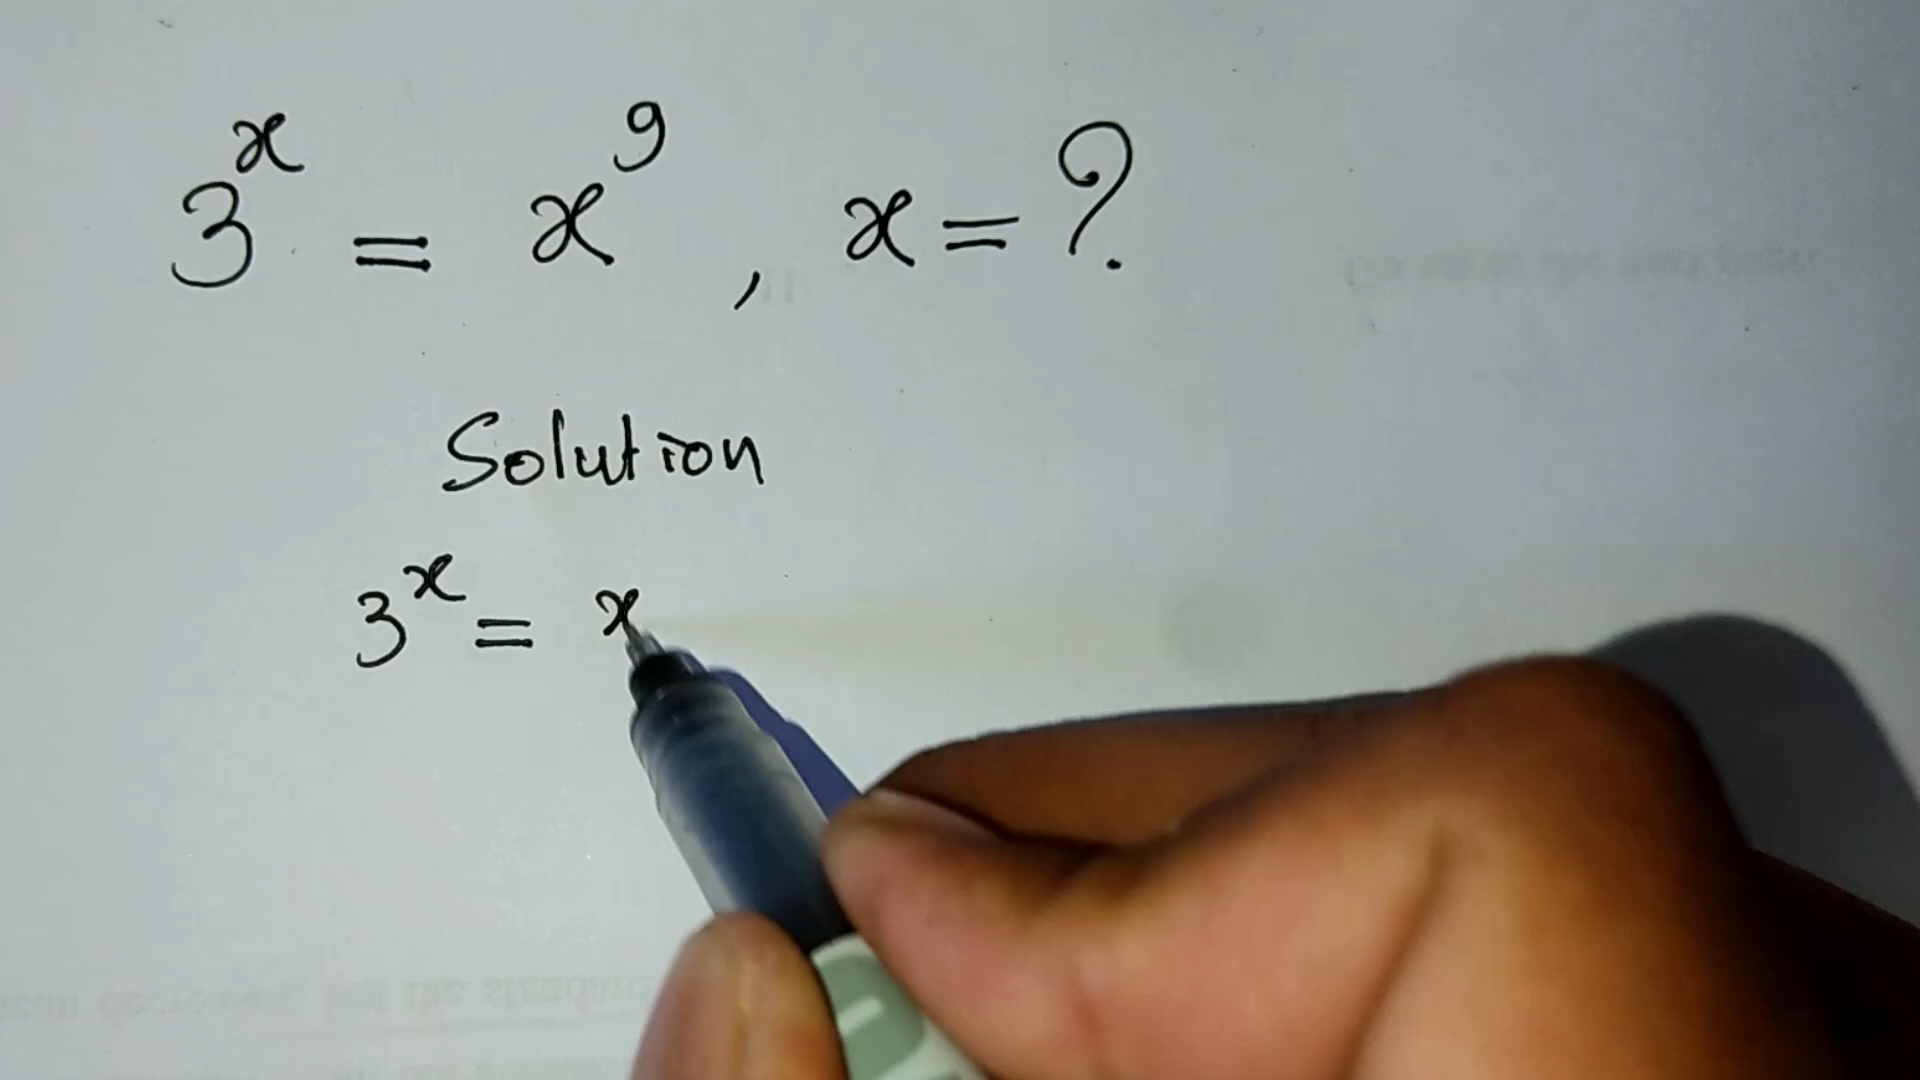 3^x = x^9, x = ?
Solution
3^x = x